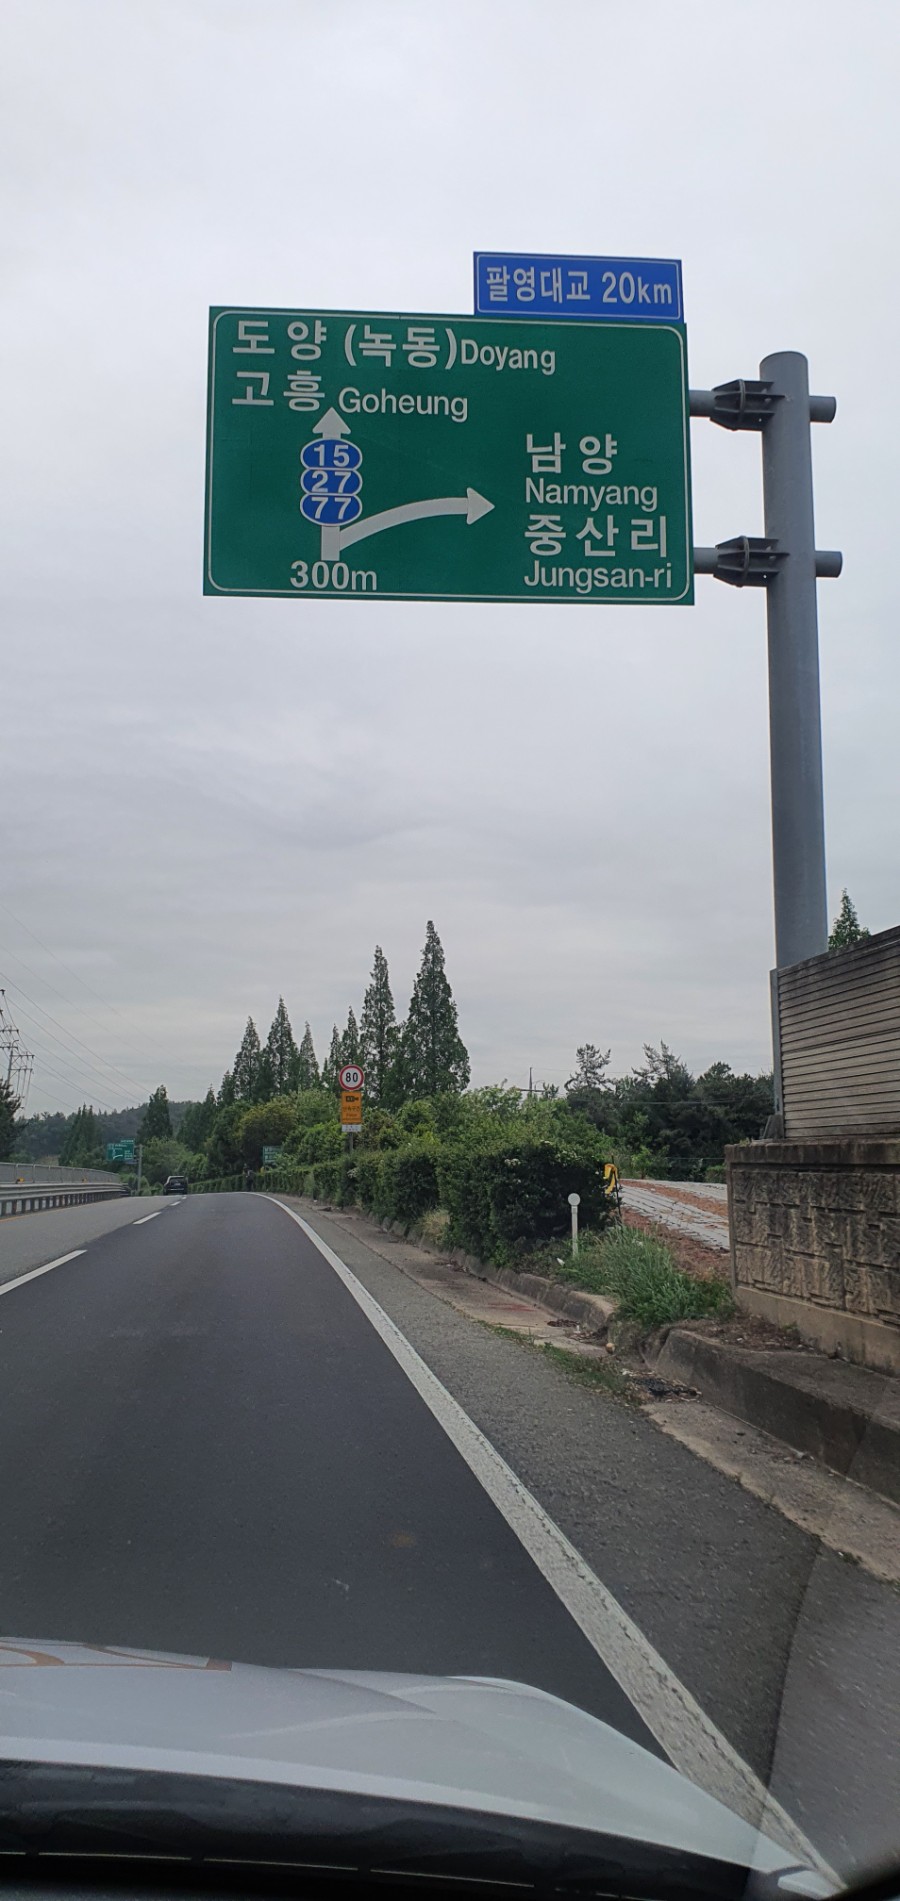 팔영대교 20km
도양 (녹동) Doyang
고흥 Goheung
15
27
77
300m
남양
Namyang
중산리
Jungsan-ri
80